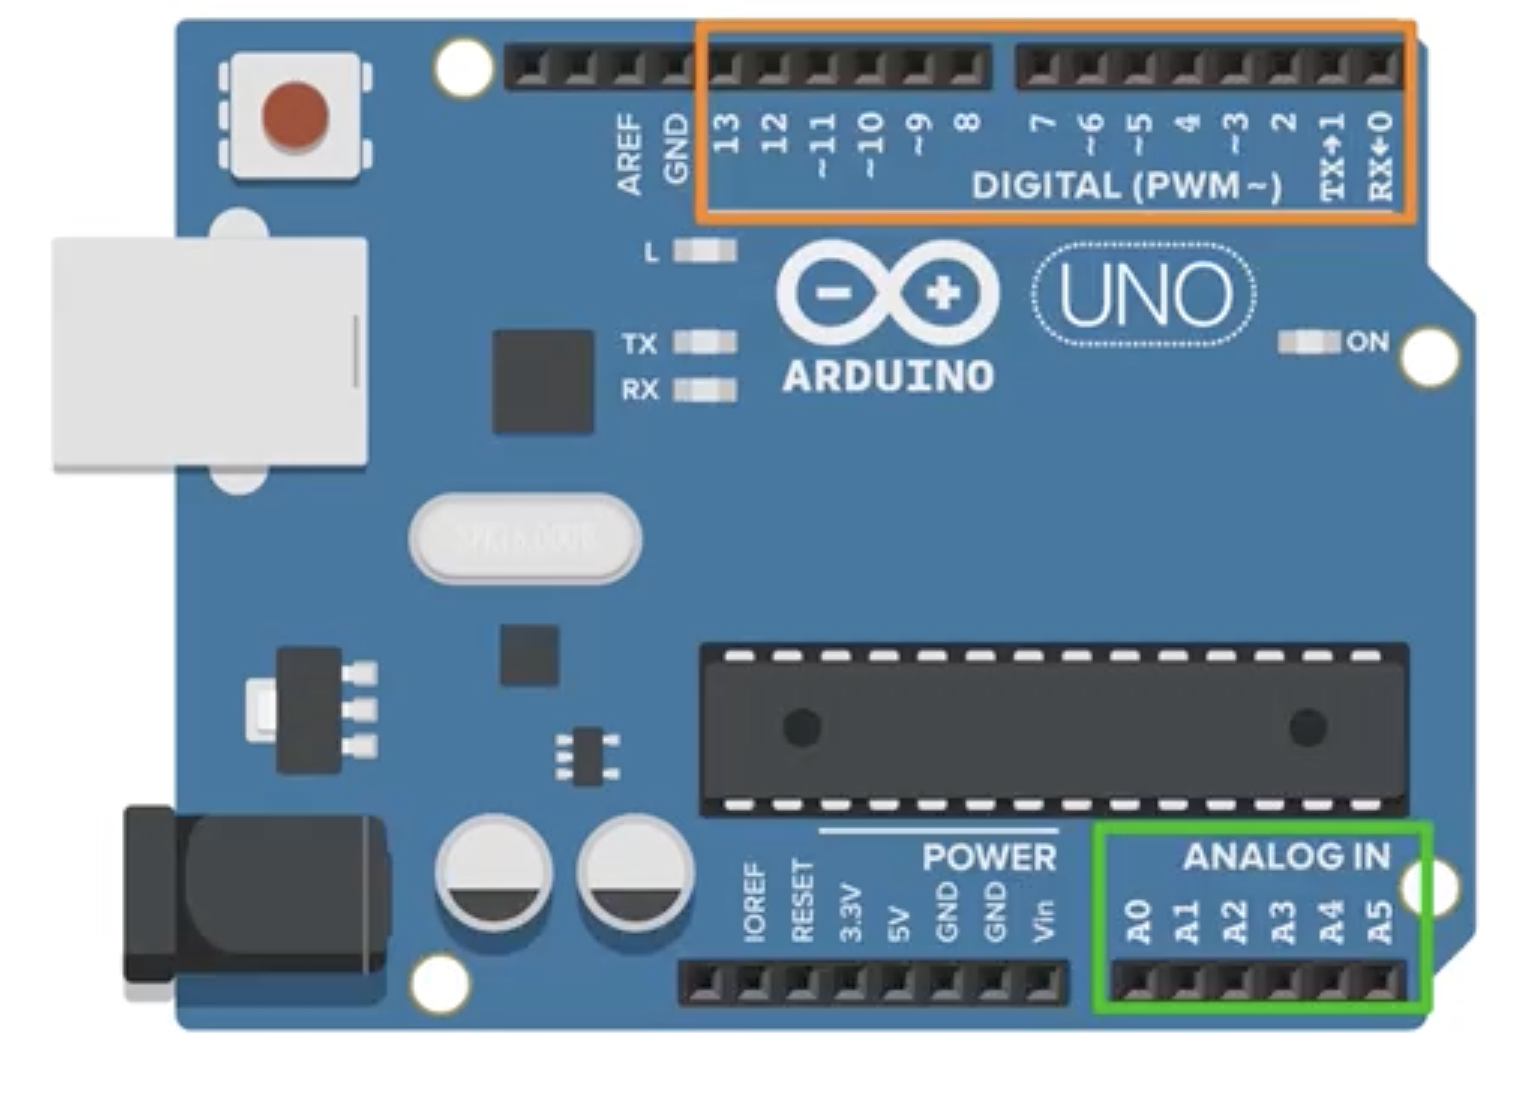 AREF
GND
13
12
~11
~10
~9
8
7
~6
~5
4
~3
2
TX→1
RX←0
DIGITAL (PWM~)
L
TX
RX
ARDUINO
UNO
ON
POWER
IOREF
RESET
3.3V
5V
GND
GND
Vin
ANALOG IN
A0
A1
A2
A3
A4
A5